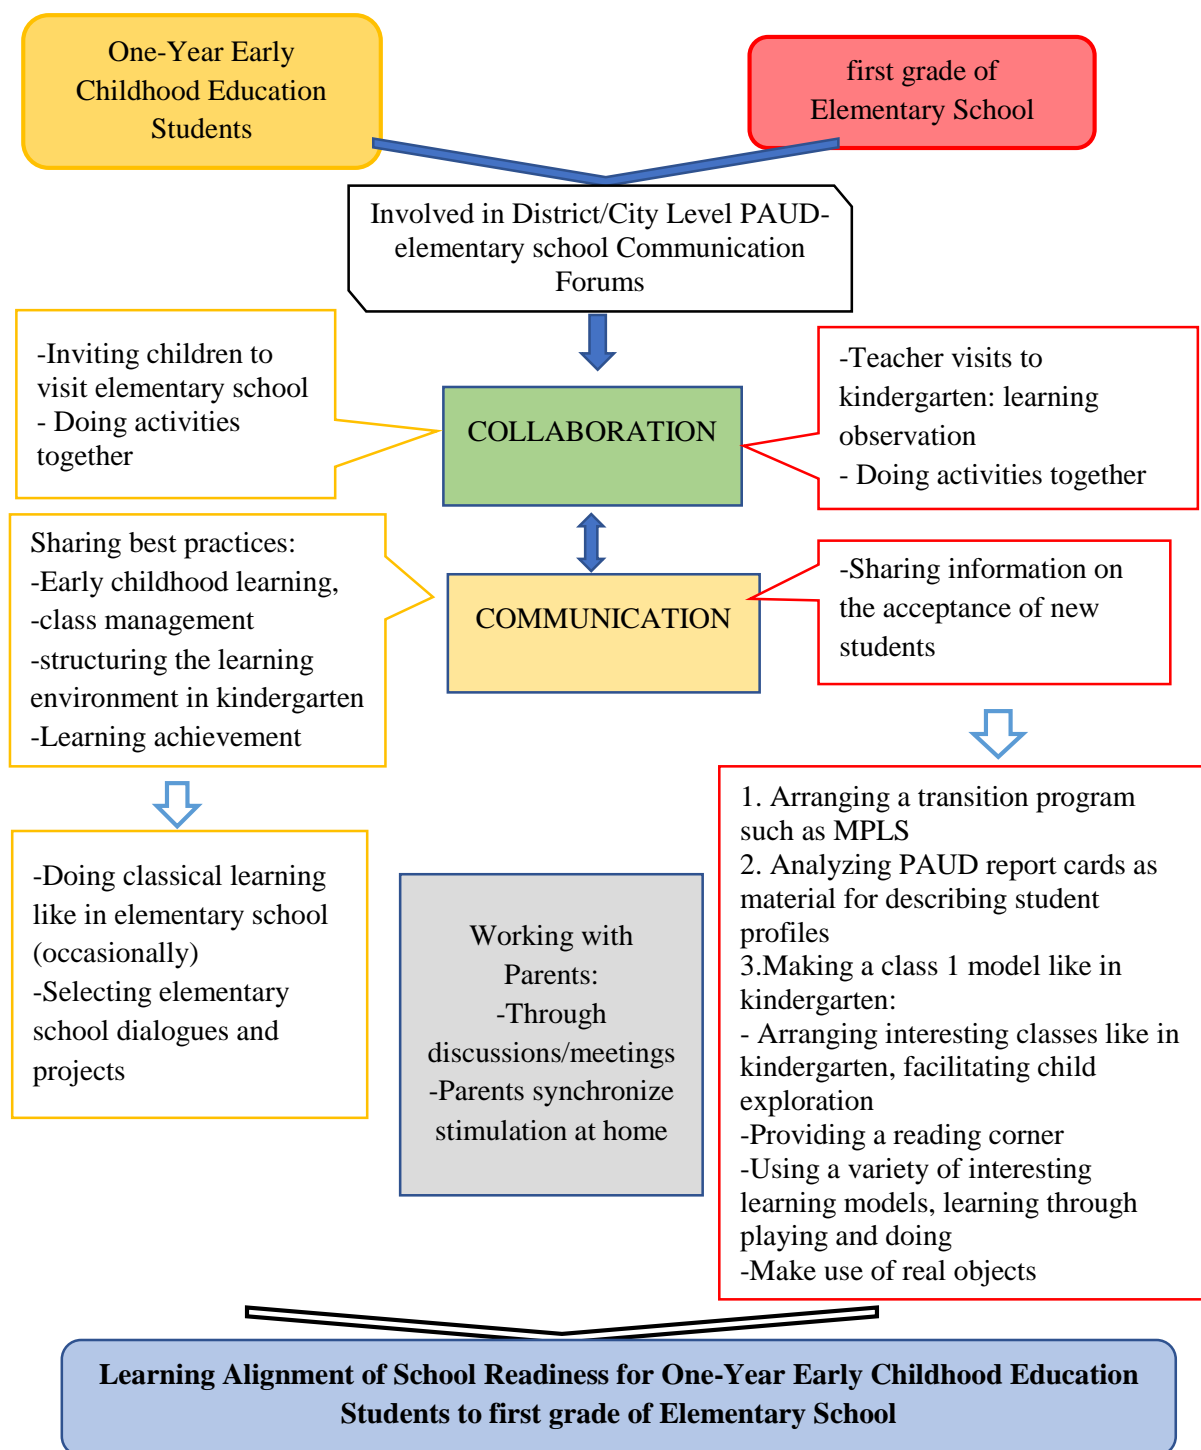 One-Year Early
Childhood Education
Students
first grade of
Elementary School
Involved in District/City Level PAUD-
elementary school Communication
Forums
-Inviting children to
visit elementary school
- Doing activities
together
COLLABORATION
-Teacher visits to
kindergarten: learning
observation
- Doing activities together
Sharing best practices:
-Early childhood learning,
-class management
-structuring the learning
environment in kindergarten
-Learning achievement
COMMUNICATION
-Sharing information on
the acceptance of new
students
-Doing classical learning
like in elementary school
(occasionally)
-Selecting elementary
school dialogues and
projects
Working with
Parents:
-Through
discussions/meetings
-Parents synchronize
stimulation at home
1. Arranging a transition program
such as MPLS
2. Analyzing PAUD report cards as
material for describing student
profiles
3.Making a class 1 model like in
kindergarten:
- Arranging interesting classes like in
kindergarten, facilitating child
exploration
-Providing a reading corner
-Using a variety of interesting
learning models, learning through
playing and doing
-Make use of real objects
Learning Alignment of School Readiness for One-Year Early Childhood Education
Students to first grade of Elementary School